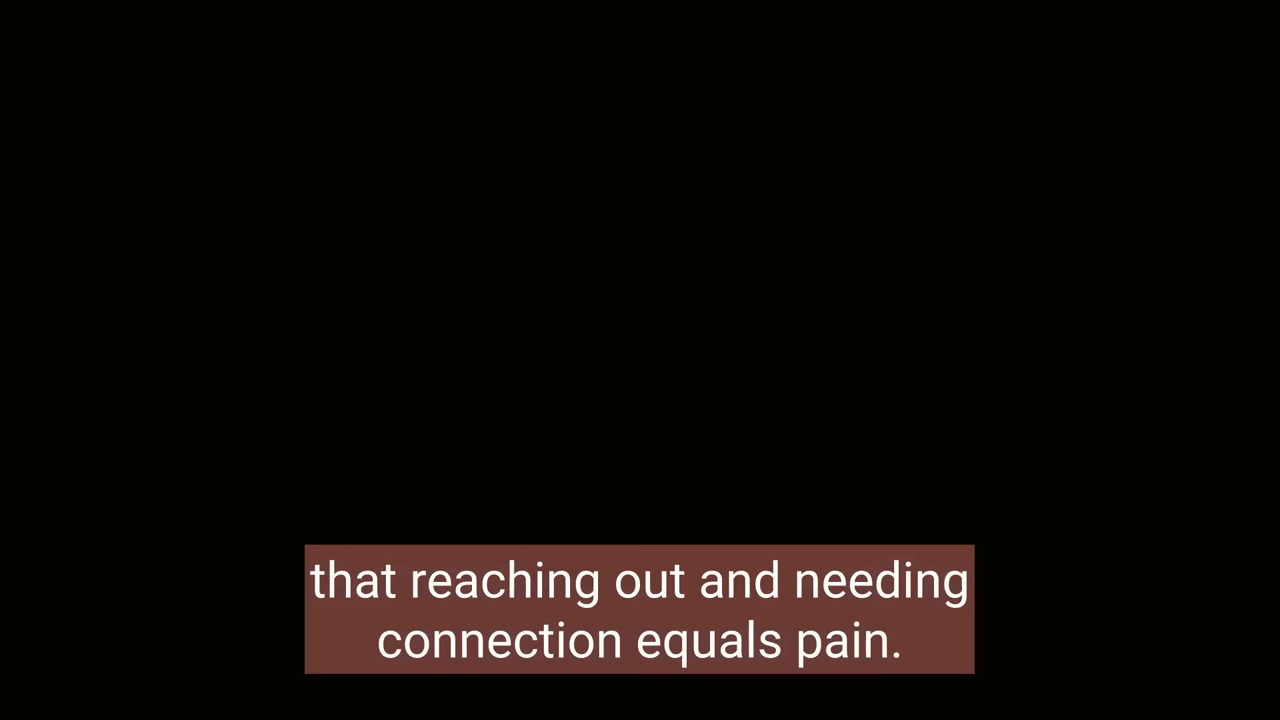 that reaching out and needing
connection equals pain.